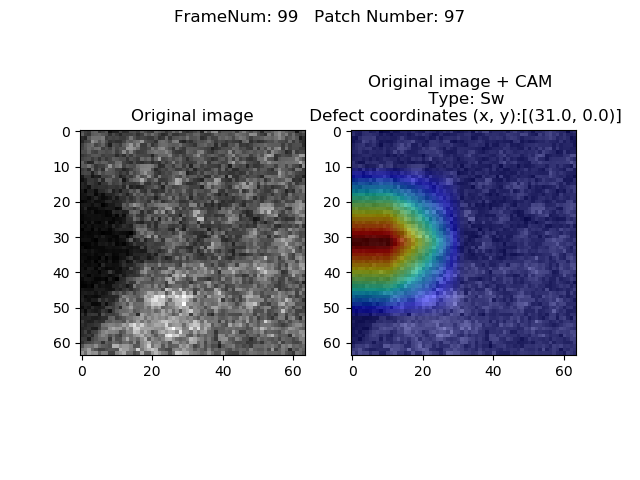 FrameNum: 99   Patch Number: 97
Original image
0
10
20
30
40
50
60
0 20 40 60
Original image + CAM
Type: Sw
Defect coordinates (x, y):[(31.0, 0.0)]
0
10
20
30
40
50
60
0 20 40 60